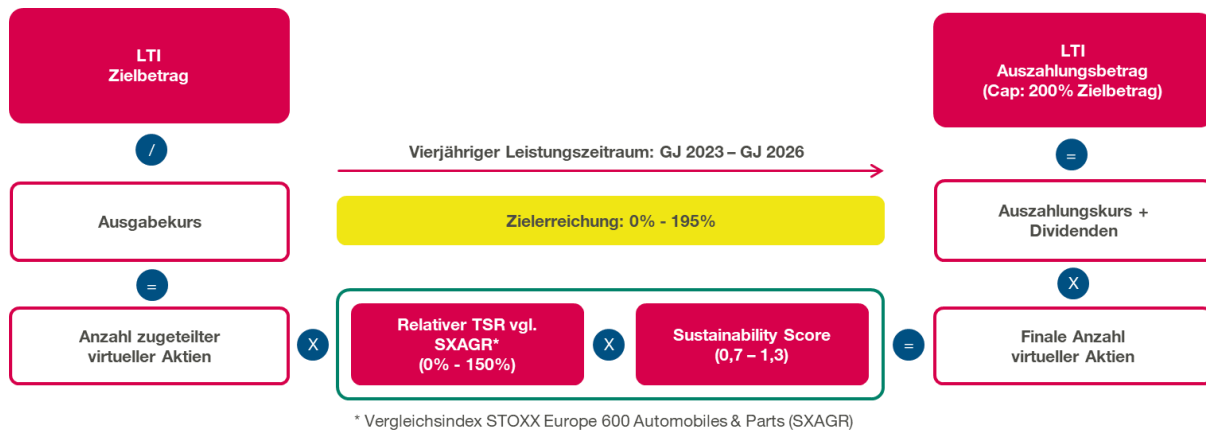 LTI
Zielbetrag
/
Ausgabekurs
=
Anzahl zugeteilter
virtueller Aktien
X
Vierjähriger Leistungszeitraum: GJ 2023 – GJ 2026
Zielerreichung: 0% - 195%
Relativer TSR vgl.
SXAGR*
(0% - 150%)
X
Sustainability Score
(0,7 – 1,3)
=
LTI
Auszahlungsbetrag
(Cap: 200% Zielbetrag)
=
Auszahlungskurs +
Dividenden
X
Finale Anzahl
virtueller Aktien
* Vergleichsindex STOXX Europe 600 Automobiles & Parts (SXAGR)